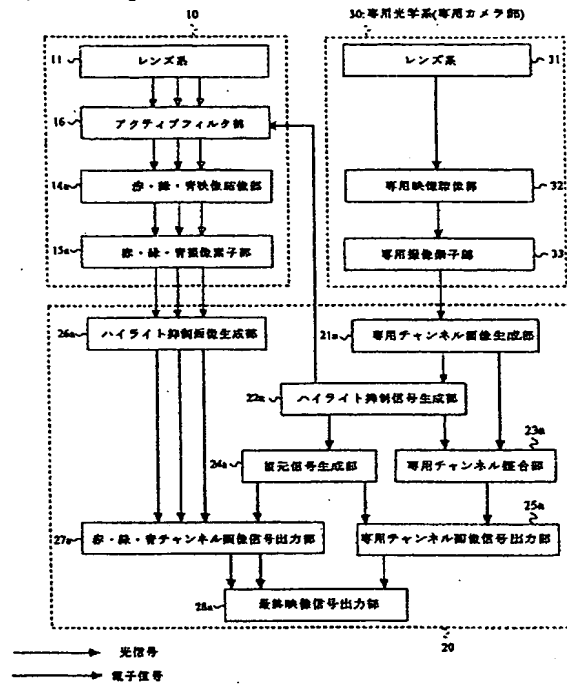 10
30:専用光学系(専用カメラ部)
11
レンズ系
レンズ系
31
16
アクティブフィルタ部
14a
赤・緑・青映像結像部
専用映像結像部
32
15a
赤・緑・青撮像素子部
専用撮像素子部
33
26a
ハイライト抑制画像生成部
21a
専用チャンネル画像生成部
22a
ハイライト抑制信号生成部
23a
24a
復元信号生成部
専用チャンネル整合部
25a
27a
赤・緑・青チャンネル画像信号出力部
専用チャンネル画像信号出力部
28a
最終映像信号出力部
20
光信号
電子信号